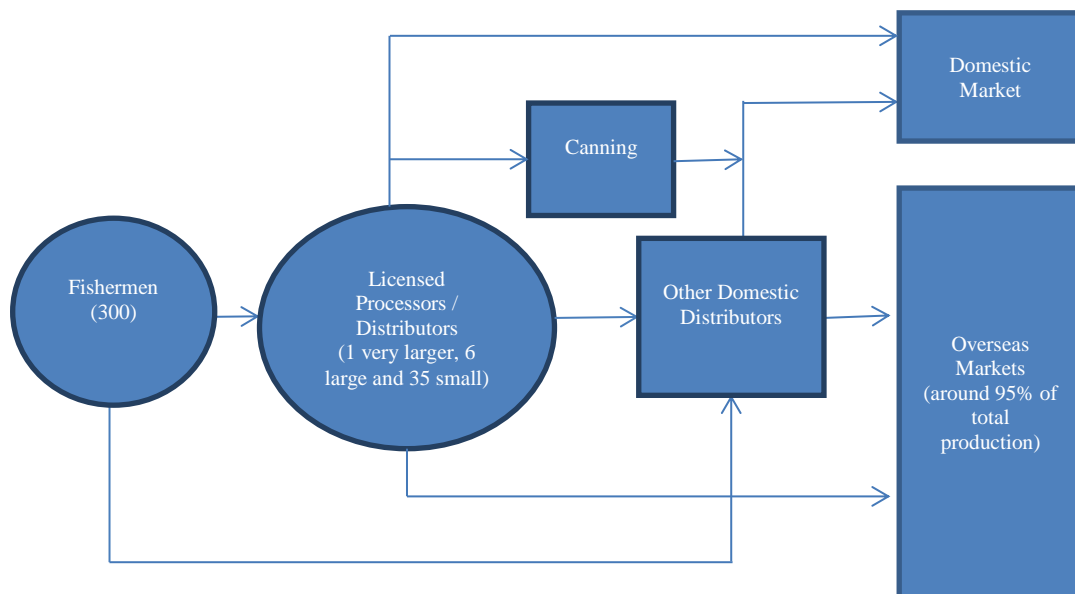 Domestic
Market
Canning
Fishermen
(300)
Licensed
Processors /
Distributors
(1 very larger, 6
large and 35 small)
Other Domestic
Distributors
Overseas
Markets
(around 95% of
total
production)